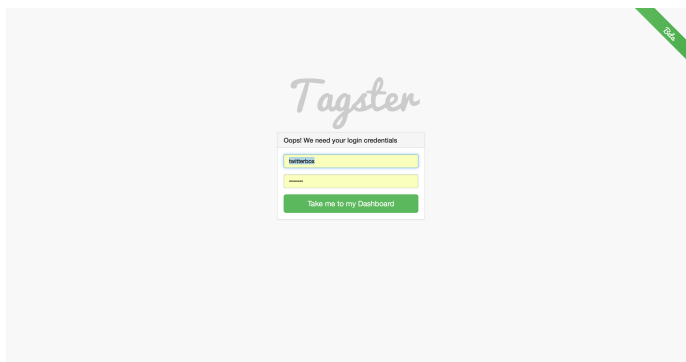 Beta
Tagster
Oops! We need your login credentials
twitterbox
Take me to my Dashboard